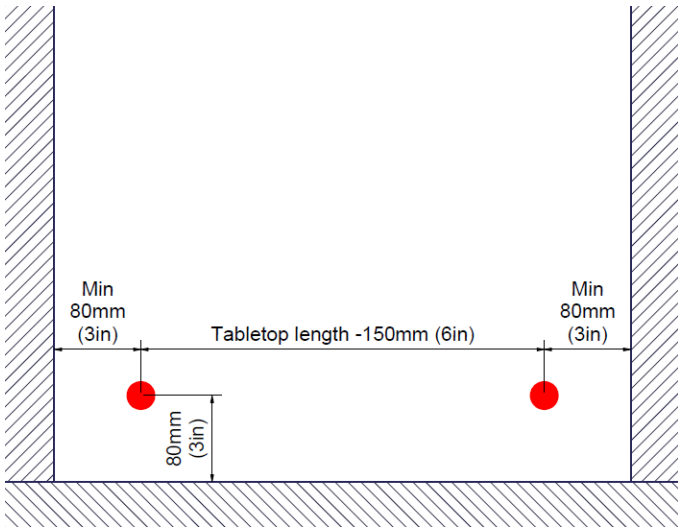 Min
80mm
(3in)
Tabletop length -150mm (6in)
Min
80mm
(3in)
80mm
(3in)